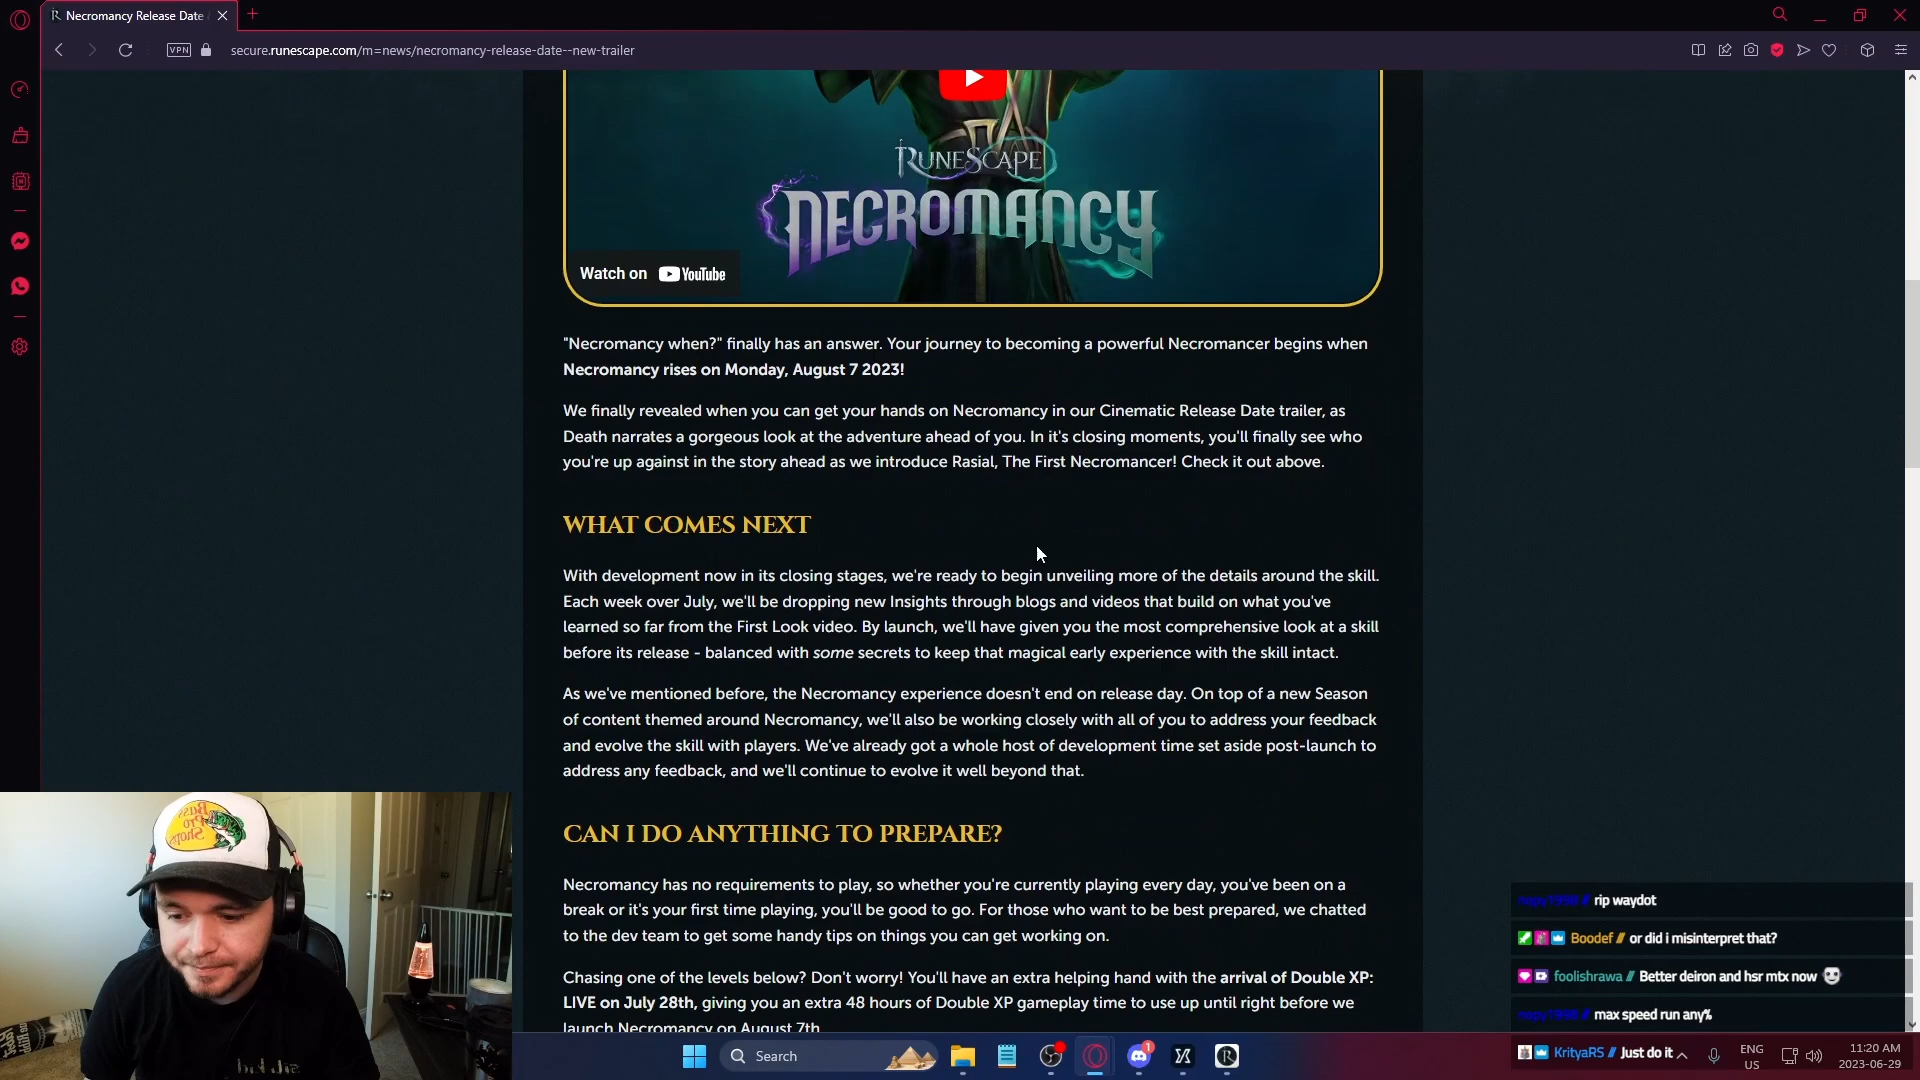 Necromancy Release Date
VPN
secure.runescape.com/m=news/necromancy-release-date--new-trailer
RUNESCAPE
NECROMANCY
Watch on YouTube
"Necromancy when?" finally has an answer. Your journey to becoming a powerful Necromancer begins when
Necromancy rises on Monday, August 7 2023!
We finally revealed when you can get your hands on Necromancy in our Cinematic Release Date trailer, as
Death narrates a gorgeous look at the adventure ahead of you. In it's closing moments, you'll finally see who
you're up against in the story ahead as we introduce Rasial, The First Necromancer! Check it out above.
WHAT COMES NEXT
With development now in its closing stages, we're ready to begin unveiling more of the details around the skill.
Each week over July, we'll be dropping new Insights through blogs and videos that build on what you've
learned so far from the First Look video. By launch, we'll have given you the most comprehensive look at a skill
before its release - balanced with some secrets to keep that magical early experience with the skill intact.
As we've mentioned before, the Necromancy experience doesn't end on release day. On top of a new Season
of content themed around Necromancy, we'll also be working closely with all of you to address your feedback
and evolve the skill with players. We've already got a whole host of development time set aside post-launch to
address any feedback, and we'll continue to evolve it well beyond that.
CAN I DO ANYTHING TO PREPARE?
Necromancy has no requirements to play, so whether you're currently playing every day, you've been on a
break or it's your first time playing, you'll be good to go. For those who want to be best prepared, we chatted
to the dev team to get some handy tips on things you can get working on.
Chasing one of the levels below? Don't worry! You'll have an extra helping hand with the arrival of Double XP:
LIVE on July 28th, giving you an extra 48 hours of Double XP gameplay time to use up until right before we
launch Necromancy on August 7th
Bass
Pro
Shops
// rip waydot
Boodef // or did i misinterpret that?
foolishrawa // Better deiron and hsr mtx now
// max speed run any%
KrityaRS // Just do it
Search
1
ENG
US
11:20 AM
2023-06-29